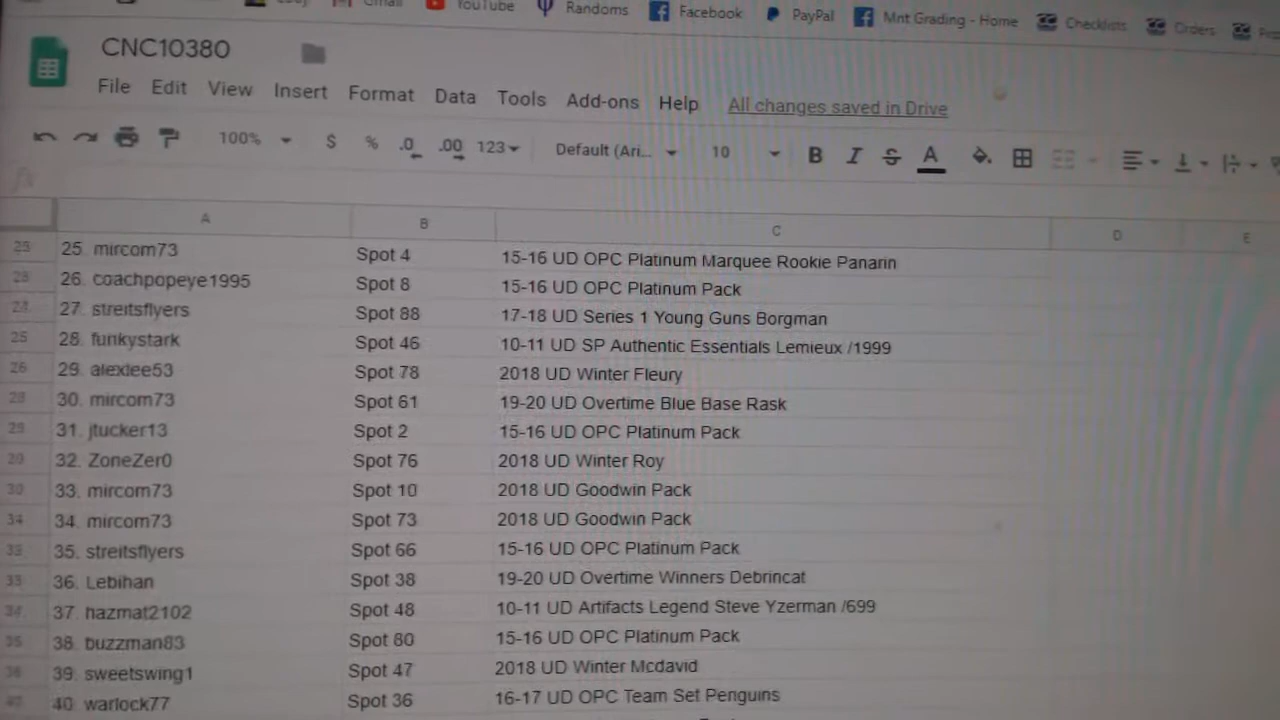 YouTube Randoms Facebook PayPal Mnt Grading - Home Checklists Orders
CNC10380
File Edit View Insert Format Data Tools Add-ons Help All changes saved in Drive
100% $ % .0 .00 123 Default (Ari... 10 B I S A
fx
A B C D E
25. mircom73 Spot 4 15-16 UD OPC Platinum Marquee Rookie Panarin
26. coachpopeye1995 Spot 8 15-16 UD OPC Platinum Pack
27. streitsflyers Spot 88 17-18 UD Series 1 Young Guns Borgman
28. funkystark Spot 46 10-11 UD SP Authentic Essentials Lemieux /1999
29. alexlee53 Spot 78 2018 UD Winter Fleury
30. mircom73 Spot 61 19-20 UD Overtime Blue Base Rask
31. jtucker13 Spot 2 15-16 UD OPC Platinum Pack
32. ZoneZer0 Spot 76 2018 UD Winter Roy
33. mircom73 Spot 10 2018 UD Goodwin Pack
34. mircom73 Spot 73 2018 UD Goodwin Pack
35. streitsflyers Spot 66 15-16 UD OPC Platinum Pack
36. Lebihan Spot 38 19-20 UD Overtime Winners Debrincat
37. hazmat2102 Spot 48 10-11 UD Artifacts Legend Steve Yzerman /699
38. buzzman83 Spot 80 15-16 UD OPC Platinum Pack
39. sweetswing1 Spot 47 2018 UD Winter Mcdavid
40. warlock77 Spot 36 16-17 UD OPC Team Set Penguins